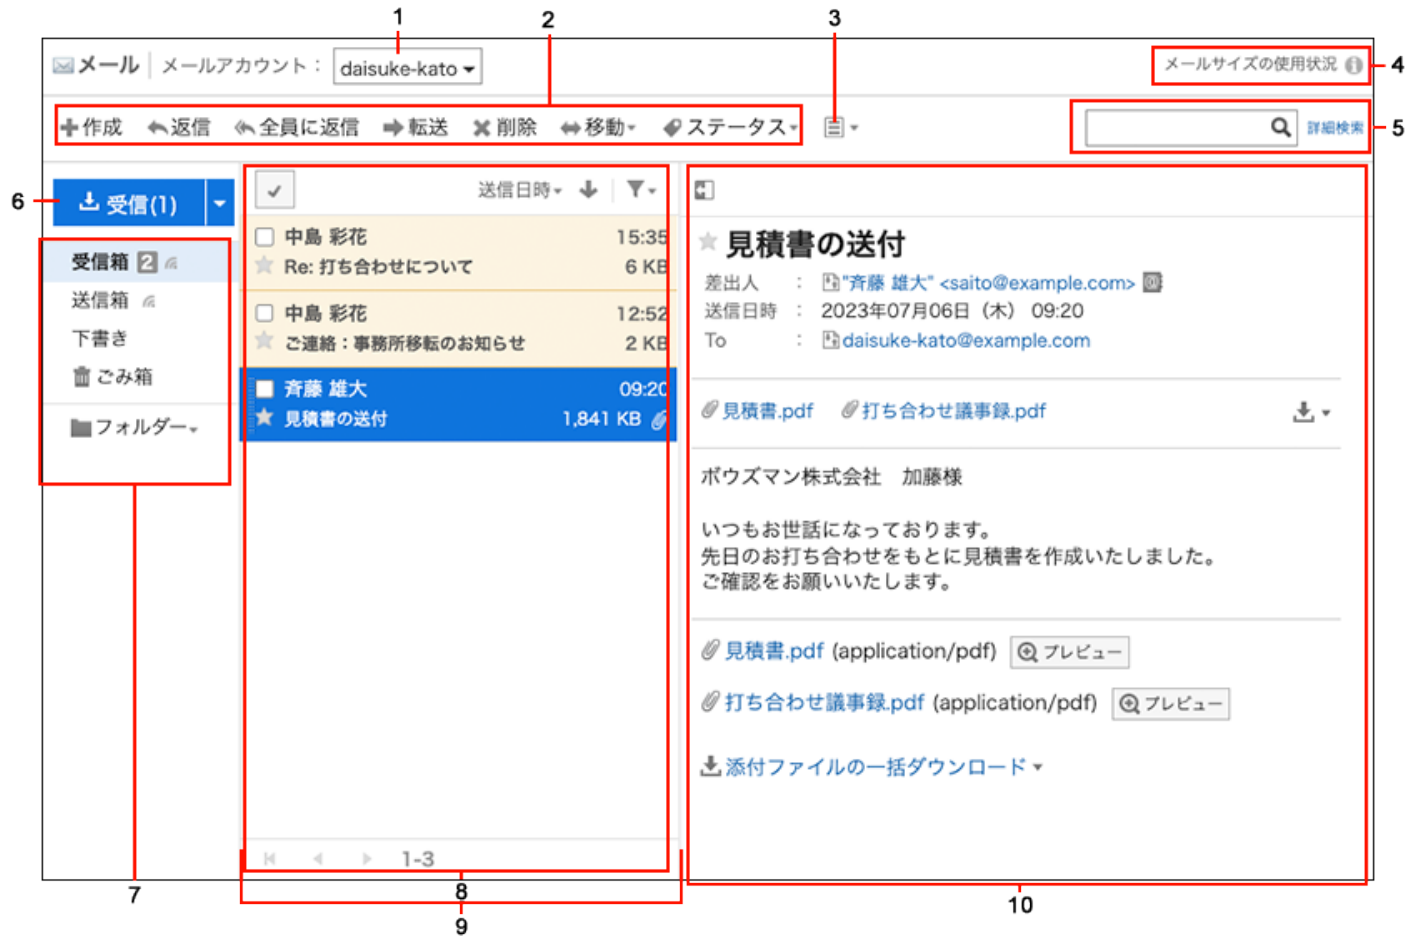 1
2
3
メール メールアカウント： daisuke-kato
メールサイズの使用状況
4
作成 返信 全員に返信 転送 削除 移動 ステータス
詳細検索
5
6
受信(1)
受信箱 2
送信箱
下書き
ごみ箱
フォルダー
7
送信日時
中島 彩花 15:35
Re: 打ち合わせについて 6 KB
中島 彩花 12:52
ご連絡：事務所移転のお知らせ 2 KB
斉藤 雄大 09:20
見積書の送付 1,841 KB
1-3
8
9
見積書の送付
差出人 ： "斉藤 雄大" <saito@example.com>
送信日時 ： 2023年07月06日（木） 09:20
To ： daisuke-kato@example.com
見積書.pdf 打ち合わせ議事録.pdf
ボウズマン株式会社　加藤様
いつもお世話になっております。
先日のお打ち合わせをもとに見積書を作成いたしました。
ご確認をお願いいたします。
見積書.pdf (application/pdf) プレビュー
打ち合わせ議事録.pdf (application/pdf) プレビュー
添付ファイルの一括ダウンロード
10